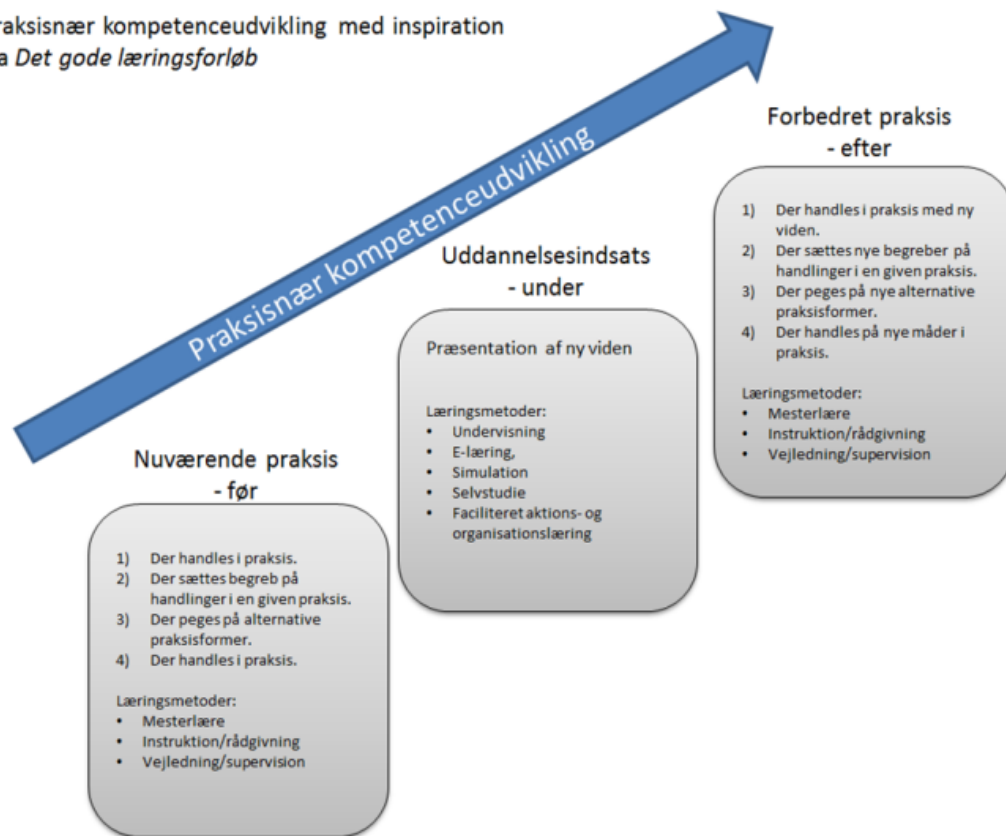 raksisnær kompetenceudvikling med inspiration
a Det gode læringsforløb
Praksisnær kompetenceudvikling
Nuværende praksis
- før
1) Der handles i praksis.
2) Der sættes begreb på
handlinger i en given praksis.
3) Der peges på alternative
praksisformer.
4) Der handles i praksis.
Læringsmetoder:
• Mesterlære
• Instruktion/rådgivning
• Vejledning/supervision
Uddannelsesindsats
- under
Præsentation af ny viden
Læringsmetoder:
• Undervisning
• E-læring,
• Simulation
• Selvstudie
• Faciliteret aktions- og
organisationslæring
Forbedret praksis
- efter
1) Der handles i praksis med ny
viden.
2) Der sættes nye begreber på
handlinger i en given praksis.
3) Der peges på nye alternative
praksisformer.
4) Der handles på nye måder i
praksis.
Læringsmetoder:
• Mesterlære
• Instruktion/rådgivning
• Vejledning/supervision